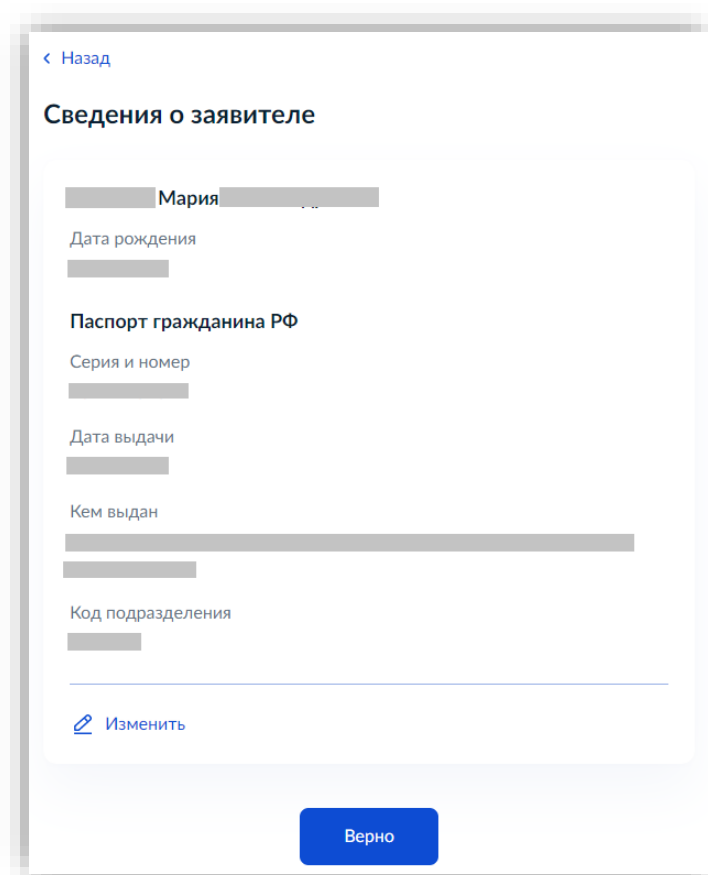 Назад
Сведения о заявителе
Мария
Дата рождения
Паспорт гражданина РФ
Серия и номер
Дата выдачи
Кем выдан
Код подразделения
Изменить
Верно